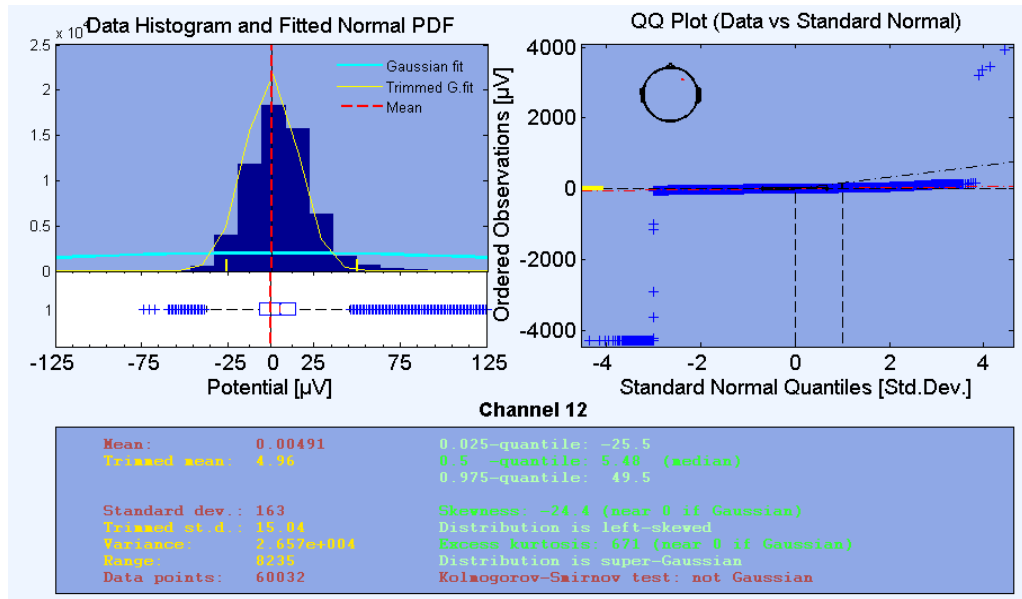 Data Histogram and Fitted Normal PDF
x 10^4
2.5
2
1.5
1
0.5
0
Gaussian fit
Trimmed G.fit
Mean
1
-125 -75 -25 0 25 75 125
Potential [µV]
QQ Plot (Data vs Standard Normal)
Ordered Observations [µV]
4000
2000
0
-2000
-4000
-4 -2 0 2 4
Standard Normal Quantiles [Std.Dev.]
Channel 12
Mean: 0.00491
Trimmed mean: 4.96
Standard dev.: 163
Trimmed st.d.: 15.04
Variance: 2.657e+004
Range: 8235
Data points: 60032
0.025-quantile: -25.5
0.5 - quantile: 5.48 (median)
0.975-quantile: 49.5
Skewness: -24.4 (near 0 if Gaussian)
Distribution is left-skewed
Excess kurtosis: 671 (near 0 if Gaussian)
Distribution is super-Gaussian
Kolmogorov-Smirnov test: not Gaussian